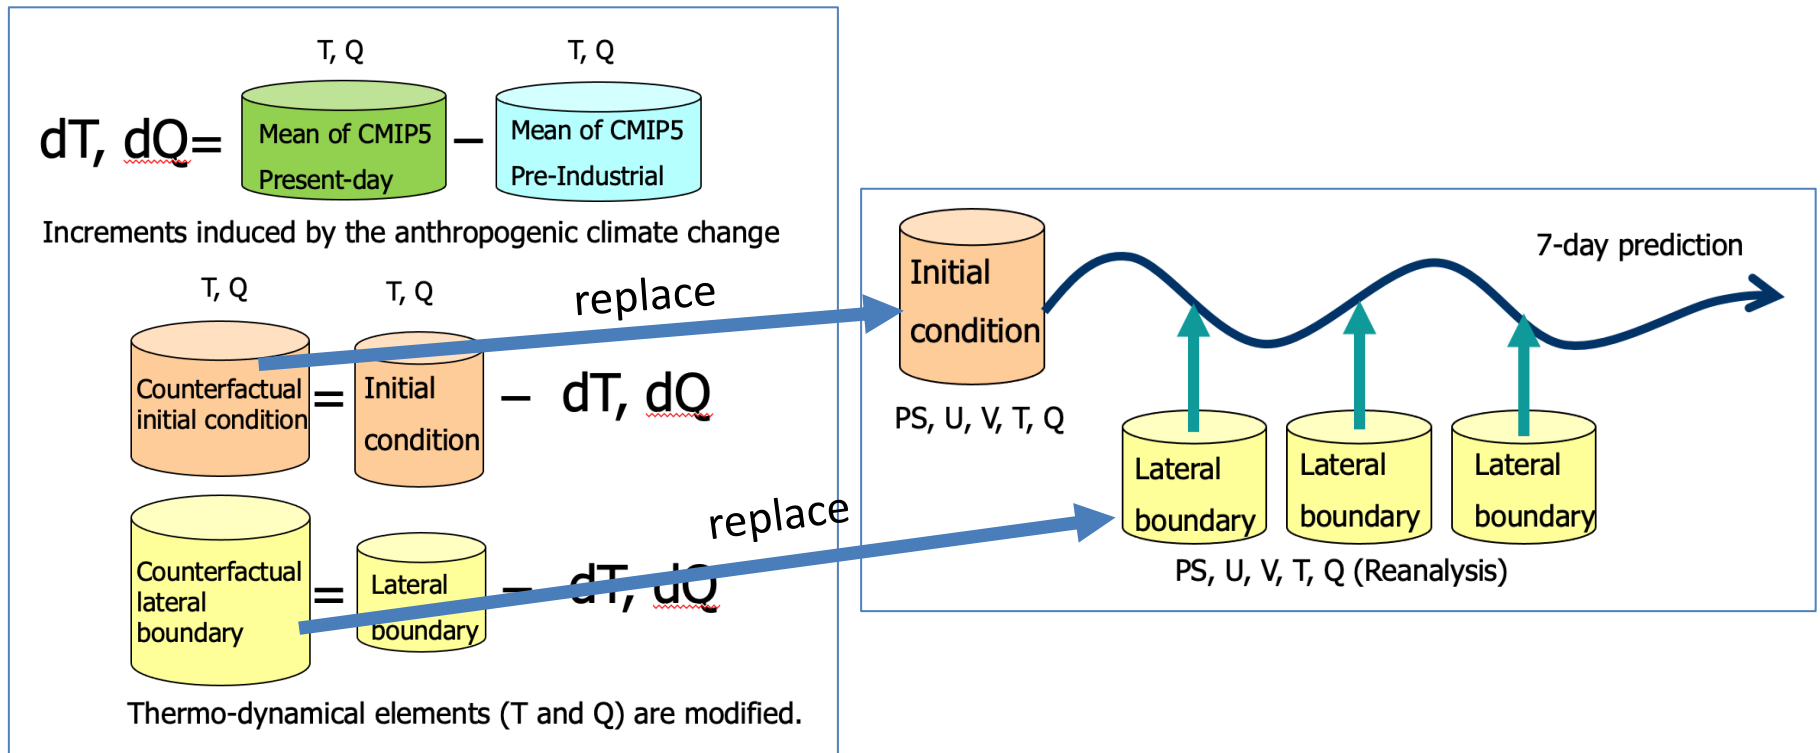 T, Q
T, Q
dT, dQ=
Mean of CMIP5
Present-day
–
Mean of CMIP5
Pre-Industrial
Increments induced by the anthropogenic climate change
T, Q
T, Q
replace
Counterfactual
initial condition
=
Initial
condition
– dT, dQ
replace
Counterfactual
lateral
boundary
=
Lateral
boundary
– dT, dQ
Thermo-dynamical elements (T and Q) are modified.
Initial
condition
PS, U, V, T, Q
7-day prediction
Lateral
boundary
Lateral
boundary
Lateral
boundary
PS, U, V, T, Q (Reanalysis)